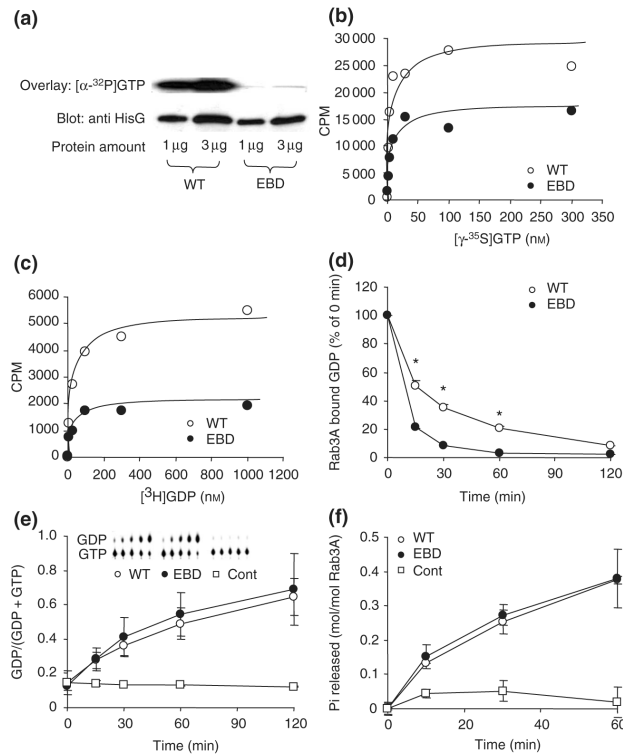 (a)
Overlay: [α-³²P]GTP
Blot: anti HisG
Protein amount 1 μg 3 μg 1 μg 3 μg
WT EBD
(b)
30 000
25 000
20 000
15 000
10 000
5 000
0
CPM
WT
EBD
0 50 100 150 200 250 300 350
[γ-³⁵S]GTP (nM)
(c)
6000
5000
4000
3000
2000
1000
0
CPM
WT
EBD
0 200 400 600 800 1000 1200
[³H]GDP (nM)
(d)
120
100
80
60
40
20
0
Rab3A bound GDP (% of 0 min)
WT
EBD
*
*
*
0 30 60 90 120
Time (min)
(e)
GDP
GTP
WT EBD Cont
1.0
0.8
0.6
0.4
0.2
0
GDP/(GDP + GTP)
0 30 60 90 120
Time (min)
(f)
0.5
0.4
0.3
0.2
0.1
0
Pi released (mol/mol Rab3A)
WT
EBD
Cont
0 20 40 60
Time (min)